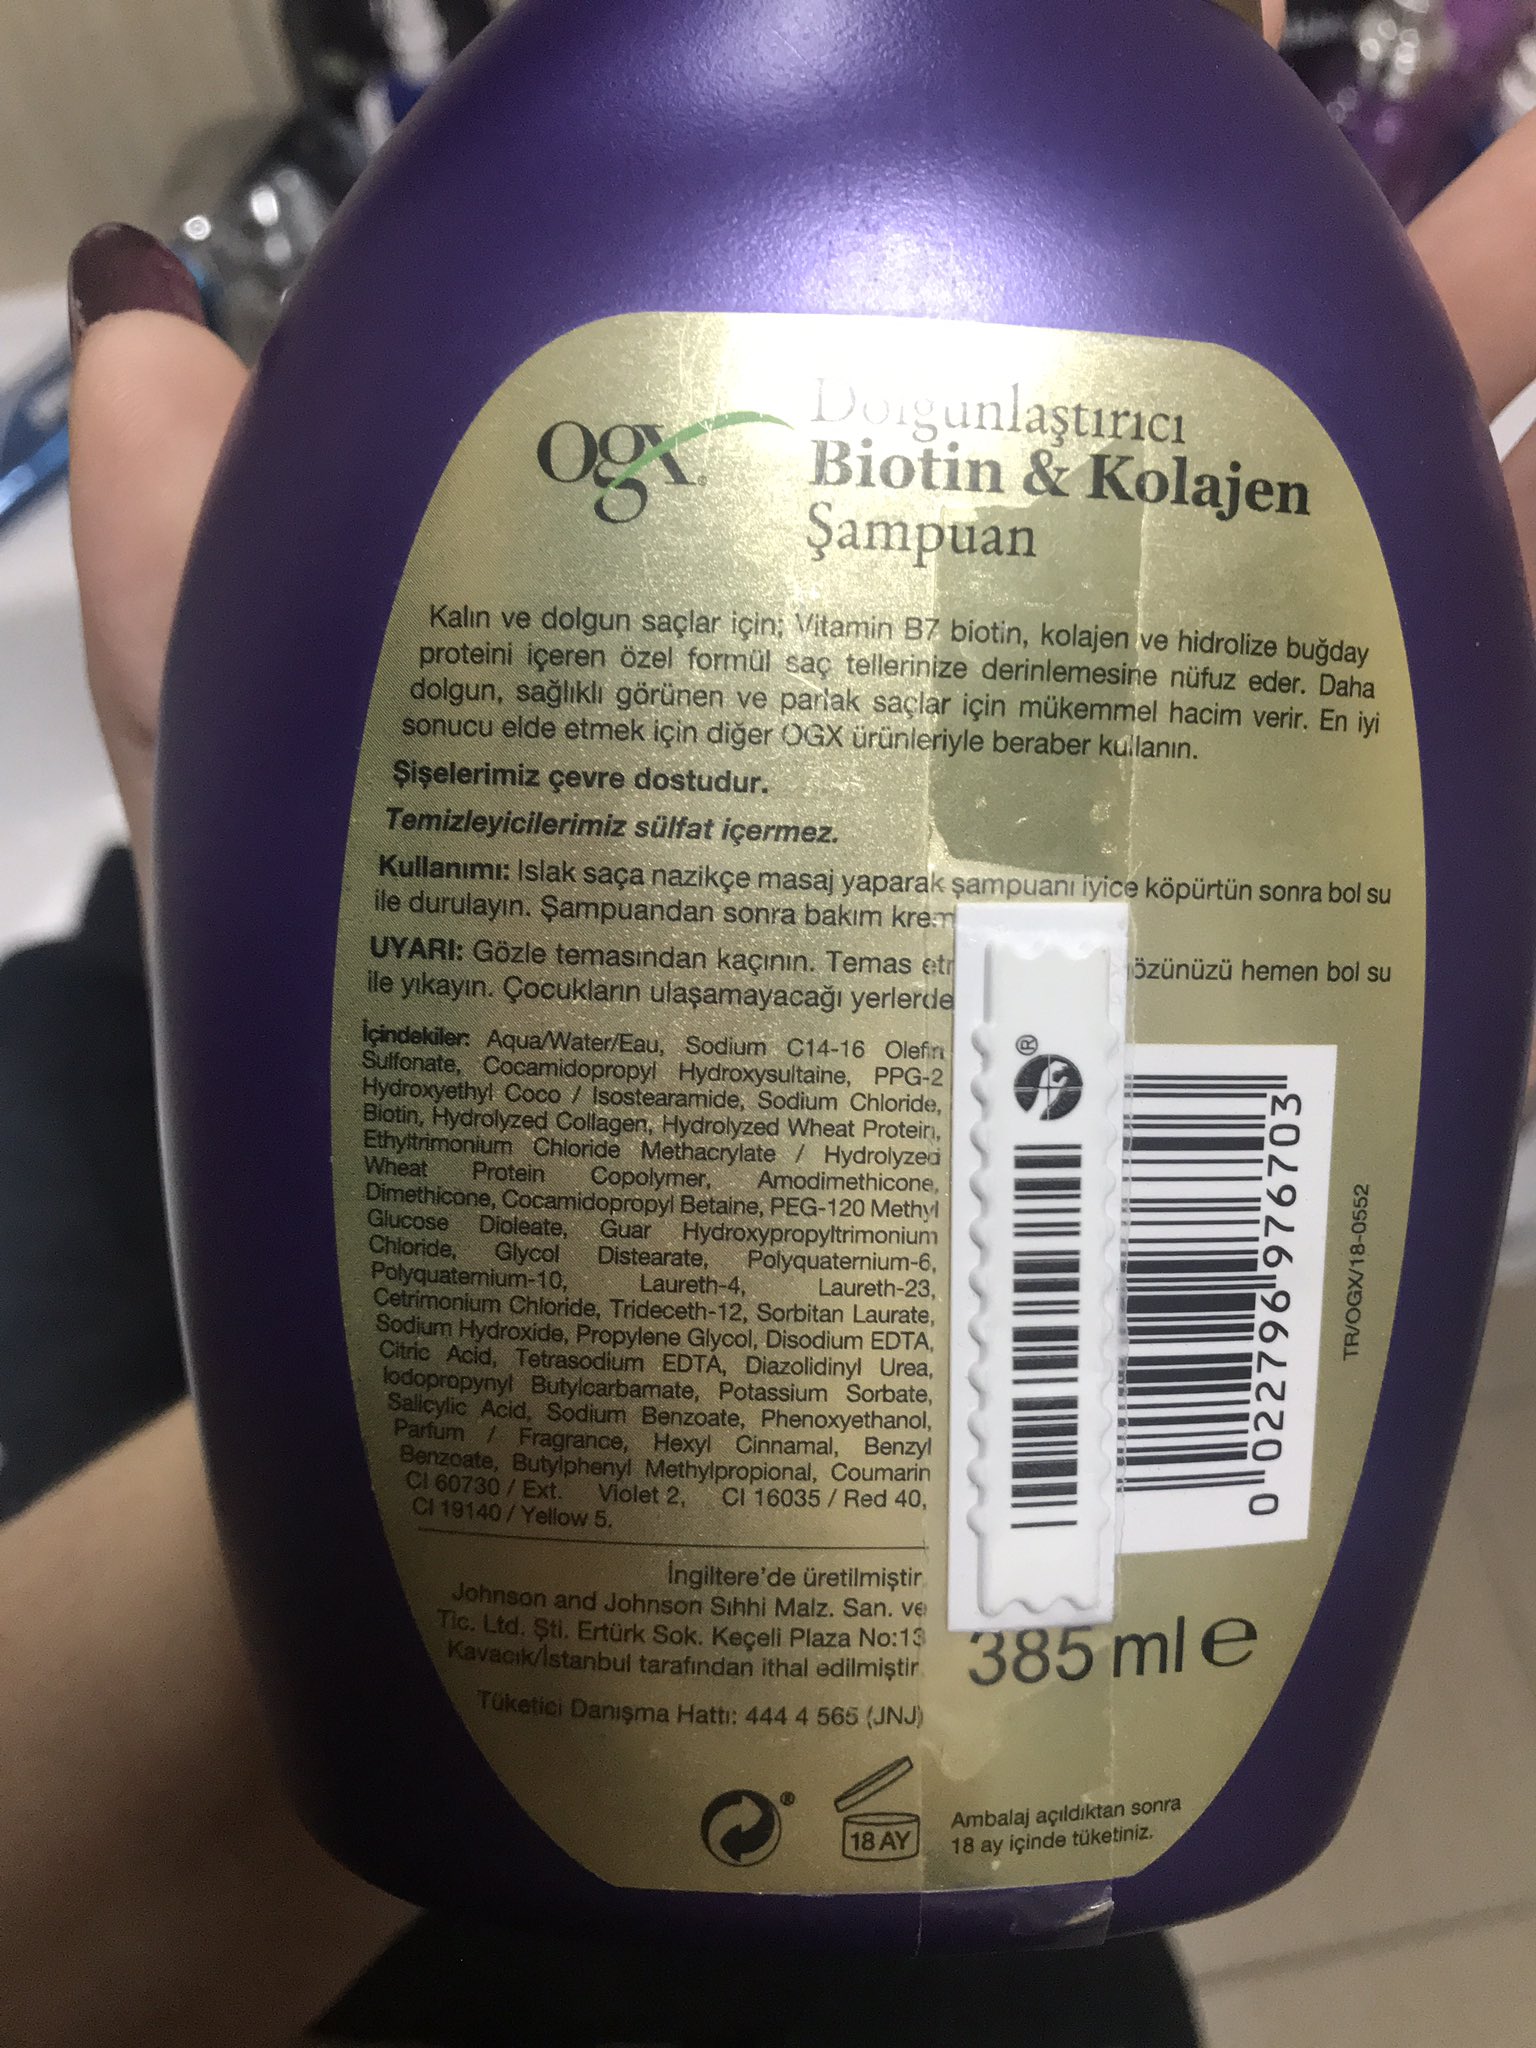 ogx®
Dolgunlaştırıcı
Biotin & Kolajen
Şampuan
Kalın ve dolgun saçlar için; Vitamin B7 biotin, kolajen ve hidrolize buğday
proteini içeren özel formül saç tellerinize derinlemesine nüfuz eder. Daha
dolgun, sağlıklı görünen ve parlak saçlar için mükemmel hacim verir. En iyi
sonucu elde etmek için diğer OGX ürünleriyle beraber kullanın.
Şişelerimiz çevre dostudur.
Temizleyicilerimiz sülfat içermez.
Kullanımı: Islak saça nazikçe masaj yaparak şampuanı iyice köpürtün sonra bol su
ile durulayın. Şampuandan sonra bakım krem
UYARI: Gözle temasından kaçının. Temas etm özünüzü hemen bol su
ile yıkayın. Çocukların ulaşamayacağı yerlerde
İçindekiler: Aqua/Water/Eau, Sodium C14-16 Olefin
Sulfonate, Cocamidopropyl Hydroxysultaine, PPG-2
Hydroxyethyl Coco / Isostearamide, Sodium Chloride,
Biotin, Hydrolyzed Collagen, Hydrolyzed Wheat Protein,
Ethyltrimonium Chloride Methacrylate / Hydrolyzed
Wheat Protein Copolymer, Amodimethicone,
Dimethicone, Cocamidopropyl Betaine, PEG-120 Methyl
Glucose Dioleate, Guar Hydroxypropyltrimonium
Chloride, Glycol Distearate, Polyquaternium-6,
Polyquaternium-10, Laureth-4, Laureth-23,
Cetrimonium Chloride, Trideceth-12, Sorbitan Laurate,
Sodium Hydroxide, Propylene Glycol, Disodium EDTA,
Citric Acid, Tetrasodium EDTA, Diazolidinyl Urea,
Iodopropynyl Butylcarbamate, Potassium Sorbate,
Salicylic Acid, Sodium Benzoate, Phenoxyethanol,
Parfum / Fragrance, Hexyl Cinnamal, Benzyl
Benzoate, Butylphenyl Methylpropional, Coumarin
CI 60730 / Ext. Violet 2, CI 16035 / Red 40,
CI 19140 / Yellow 5.
®
0 022796 976703
TR/OGX/18-0552
İngiltere'de üretilmiştir
Johnson and Johnson Sıhhi Malz. San. ve
Tic. Ltd. Şti. Ertürk Sok. Keçeli Plaza No:13
Kavacık/İstanbul tarafından ithal edilmiştir
385 ml e
Tüketici Danışma Hattı: 444 4 565 (JNJ)
®
18 AY
Ambalaj açıldıktan sonra
18 ay içinde tüketiniz.